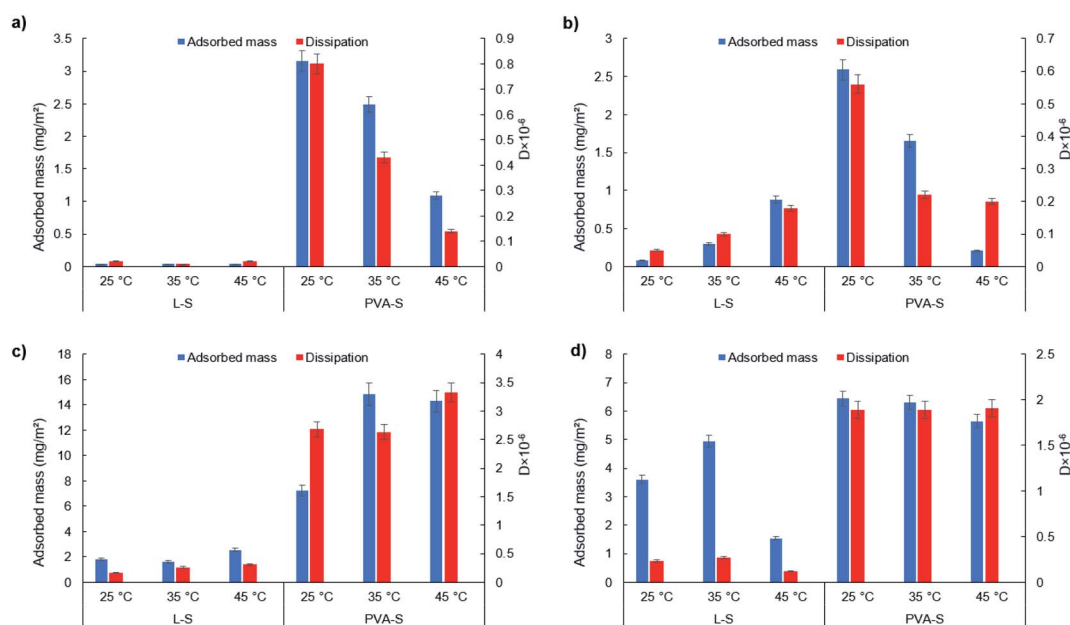 a)
Adsorbed mass Dissipation
3.5
3
2.5
2
1.5
1
0.5
0
Adsorbed mass (mg/m²)
0.9
0.8
0.7
0.6
0.5
0.4
0.3
0.2
0.1
0
D×10⁻⁶
25 °C 35 °C 45 °C 25 °C 35 °C 45 °C
L-S PVA-S
b)
Adsorbed mass Dissipation
3
2.5
2
1.5
1
0.5
0
Adsorbed mass (mg/m²)
0.7
0.6
0.5
0.4
0.3
0.2
0.1
0
D×10⁻⁶
25 °C 35 °C 45 °C 25 °C 35 °C 45 °C
L-S PVA-S
c)
Adsorbed mass Dissipation
18
16
14
12
10
8
6
4
2
0
Adsorbed mass (mg/m²)
4
3.5
3
2.5
2
1.5
1
0.5
0
D×10⁻⁶
25 °C 35 °C 45 °C 25 °C 35 °C 45 °C
L-S PVA-S
d)
Adsorbed mass Dissipation
8
7
6
5
4
3
2
1
0
Adsorbed mass (mg/m²)
2.5
2
1.5
1
0.5
0
D×10⁻⁶
25 °C 35 °C 45 °C 25 °C 35 °C 45 °C
L-S PVA-S